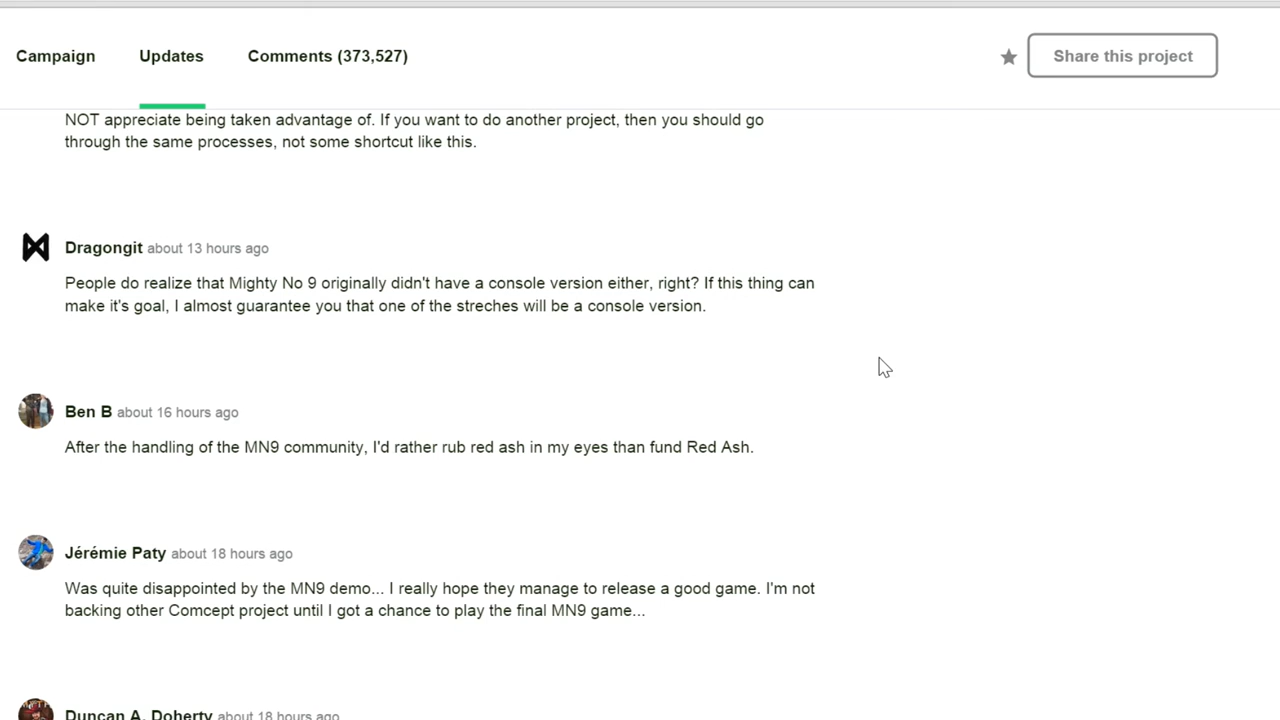 Campaign Updates Comments (373,527) Share this project
NOT appreciate being taken advantage of. If you want to do another project, then you should go
through the same processes, not some shortcut like this.
Dragongit about 13 hours ago
People do realize that Mighty No 9 originally didn't have a console version either, right? If this thing can
make it's goal, I almost guarantee you that one of the streches will be a console version.
Ben B about 16 hours ago
After the handling of the MN9 community, I'd rather rub red ash in my eyes than fund Red Ash.
Jérémie Paty about 18 hours ago
Was quite disappointed by the MN9 demo... I really hope they manage to release a good game. I'm not
backing other Comcept project until I got a chance to play the final MN9 game...
Duncan A. Doherty about 18 hours ago